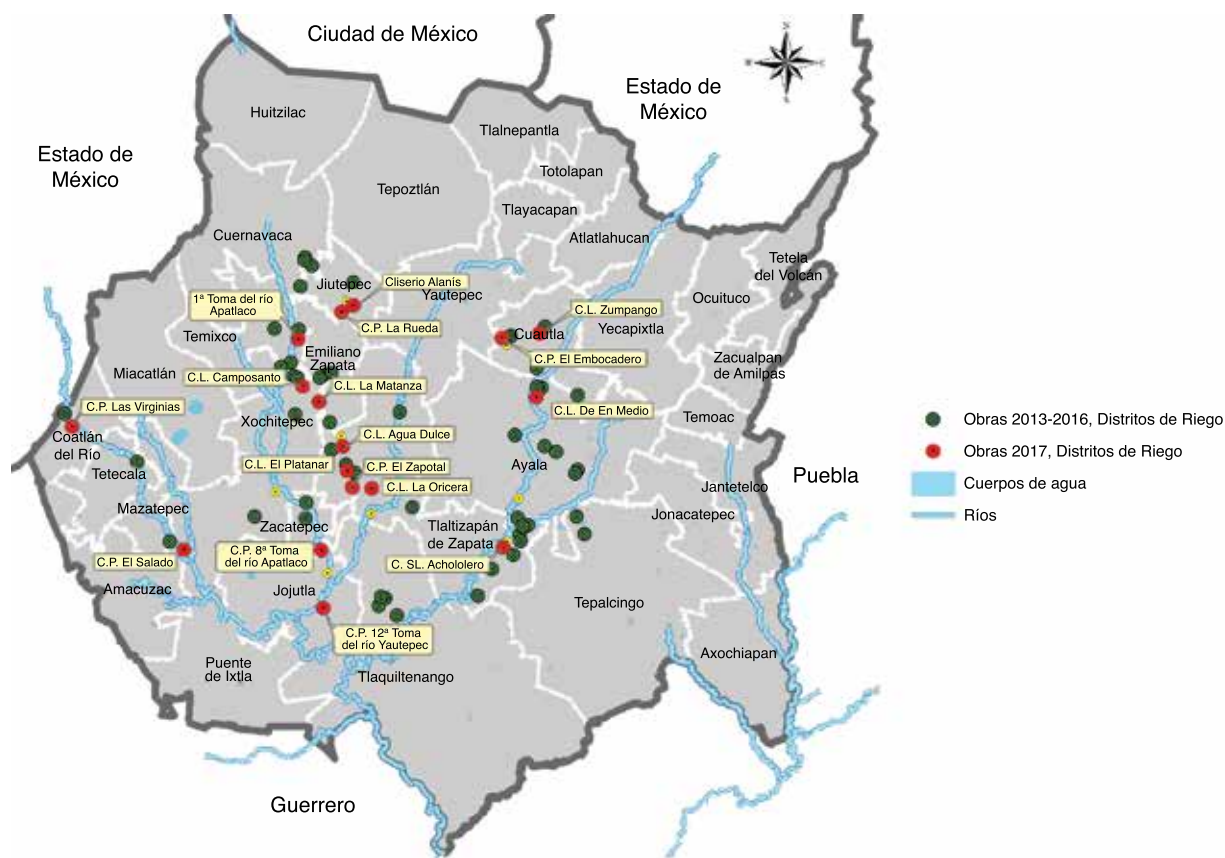 Ciudad de México
Estado de
México
Estado de
México
Huitzilac
Tlalnepantla
Totolapan
Tepoztlán
Tlayacapan
Cuernavaca
Atlatlahucan
Tetela
del Volcán
Jiutepec
Cliserio Alanís
Yautepec
Ocuituco
1ª Toma del río
Apatlaco
C.L. Zumpango
C.P. La Rueda
Cuautla
Yecapixtla
Temixco
Emiliano
Zapata
C.P. El Embocadero
Zacualpan
de Amilpas
Miacatlán
C.L. Camposanto
C.L. La Matanza
C.P. Las Virginias
C.L. De En Medio
Temoac
Xochitepec
Coatlán
del Río
C.L. Agua Dulce
Tetecala
C.L. El Platanar
C.P. El Zapotal
Ayala
C.L. La Oricera
Jantetelco
Puebla
Mazatepec
Jonacatepec
Zacatepec
Tlaltizapán
de Zapata
C.P. El Salado
C.P. 8ª Toma
del río Apatlaco
C. SL. Achololero
Amacuzac
Jojutla
Tepalcingo
C.P. 12ª Toma
del río Yautepec
Puente
de Ixtla
Tlaquiltenango
Axochiapan
Guerrero
Obras 2013-2016, Distritos de Riego
Obras 2017, Distritos de Riego
Cuerpos de agua
Ríos